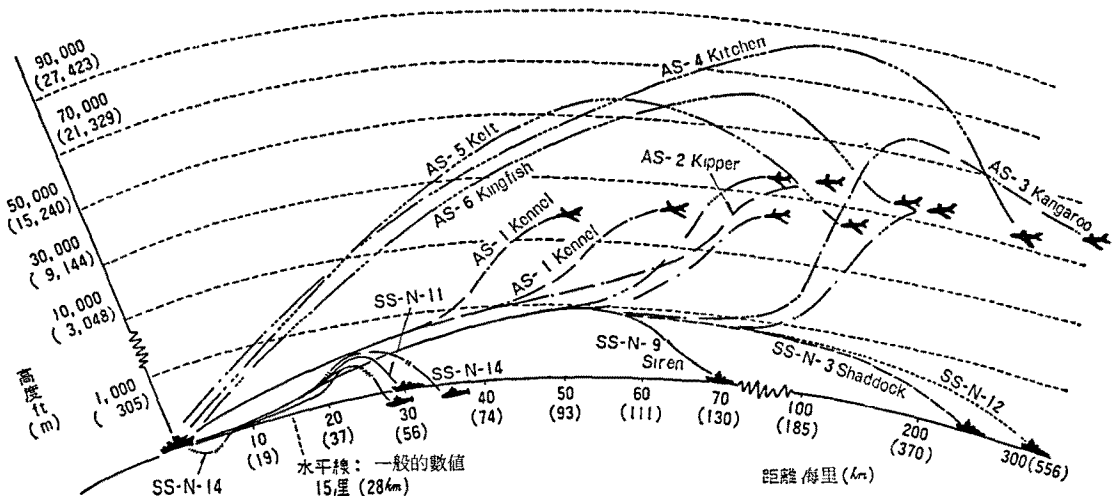 90,000
(27,423)
70,000
(21,329)
50,000
(15,240)
30,000
(9,144)
10,000
(3,048)
1,000
(305)
高度 ft
(m)
AS-4 Kitchen
AS-5 Kelt
AS-6 Kingfish
AS-2 Kipper
AS-3 Kangaroo
AS-1 Kennel
AS-1 Kennel
SS-N-11
SS-N-14
SS-N-9
Siren
SS-N-3 Shaddock
SS-N-12
SS-N-14
10
(19)
20
(37)
30
(56)
40
(74)
50
(93)
60
(111)
70
(130)
100
(185)
200
(370)
300(556)
水平線：一般的數値
15里(28km)
距離 海里(km)